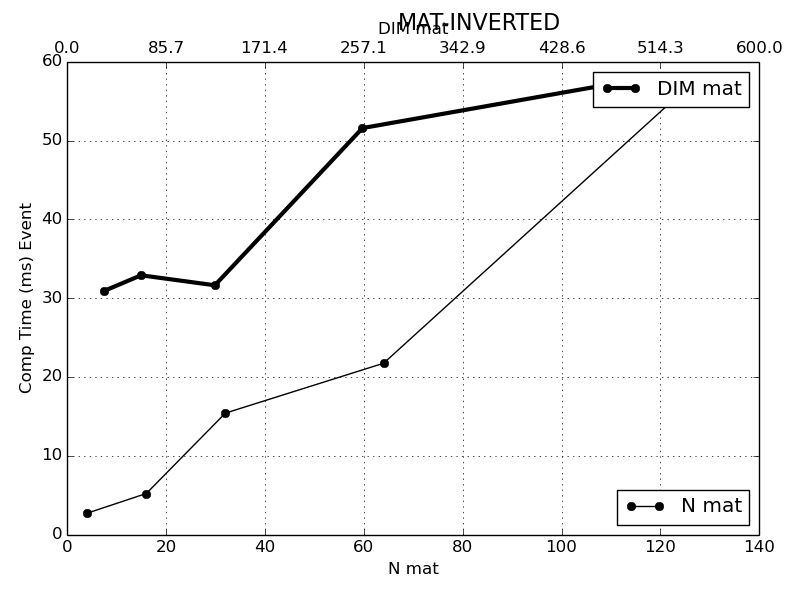 MAT-INVERTED
DIM mat
0.0 85.7 171.4 257.1 342.9 428.6 514.3 600.0
60
DIM mat
50
40
Comp Time (ms) Event
30
20
10
N mat
0
0 20 40 60 80 100 120 140
N mat